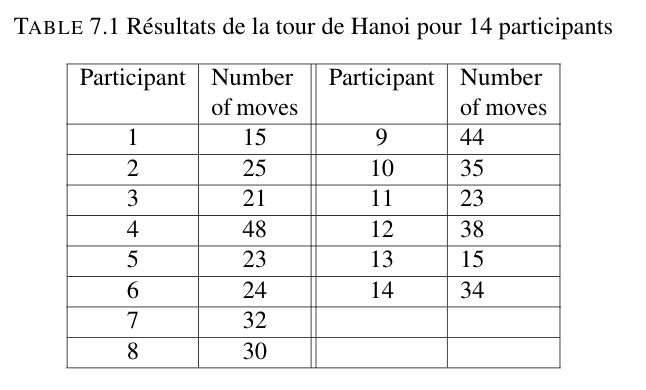 TABLE 7.1 Résultats de la tour de Hanoi pour 14 participants
Participant Number of moves Participant Number of moves
1 15 9 44
2 25 10 35
3 21 11 23
4 48 12 38
5 23 13 15
6 24 14 34
7 32
8 30